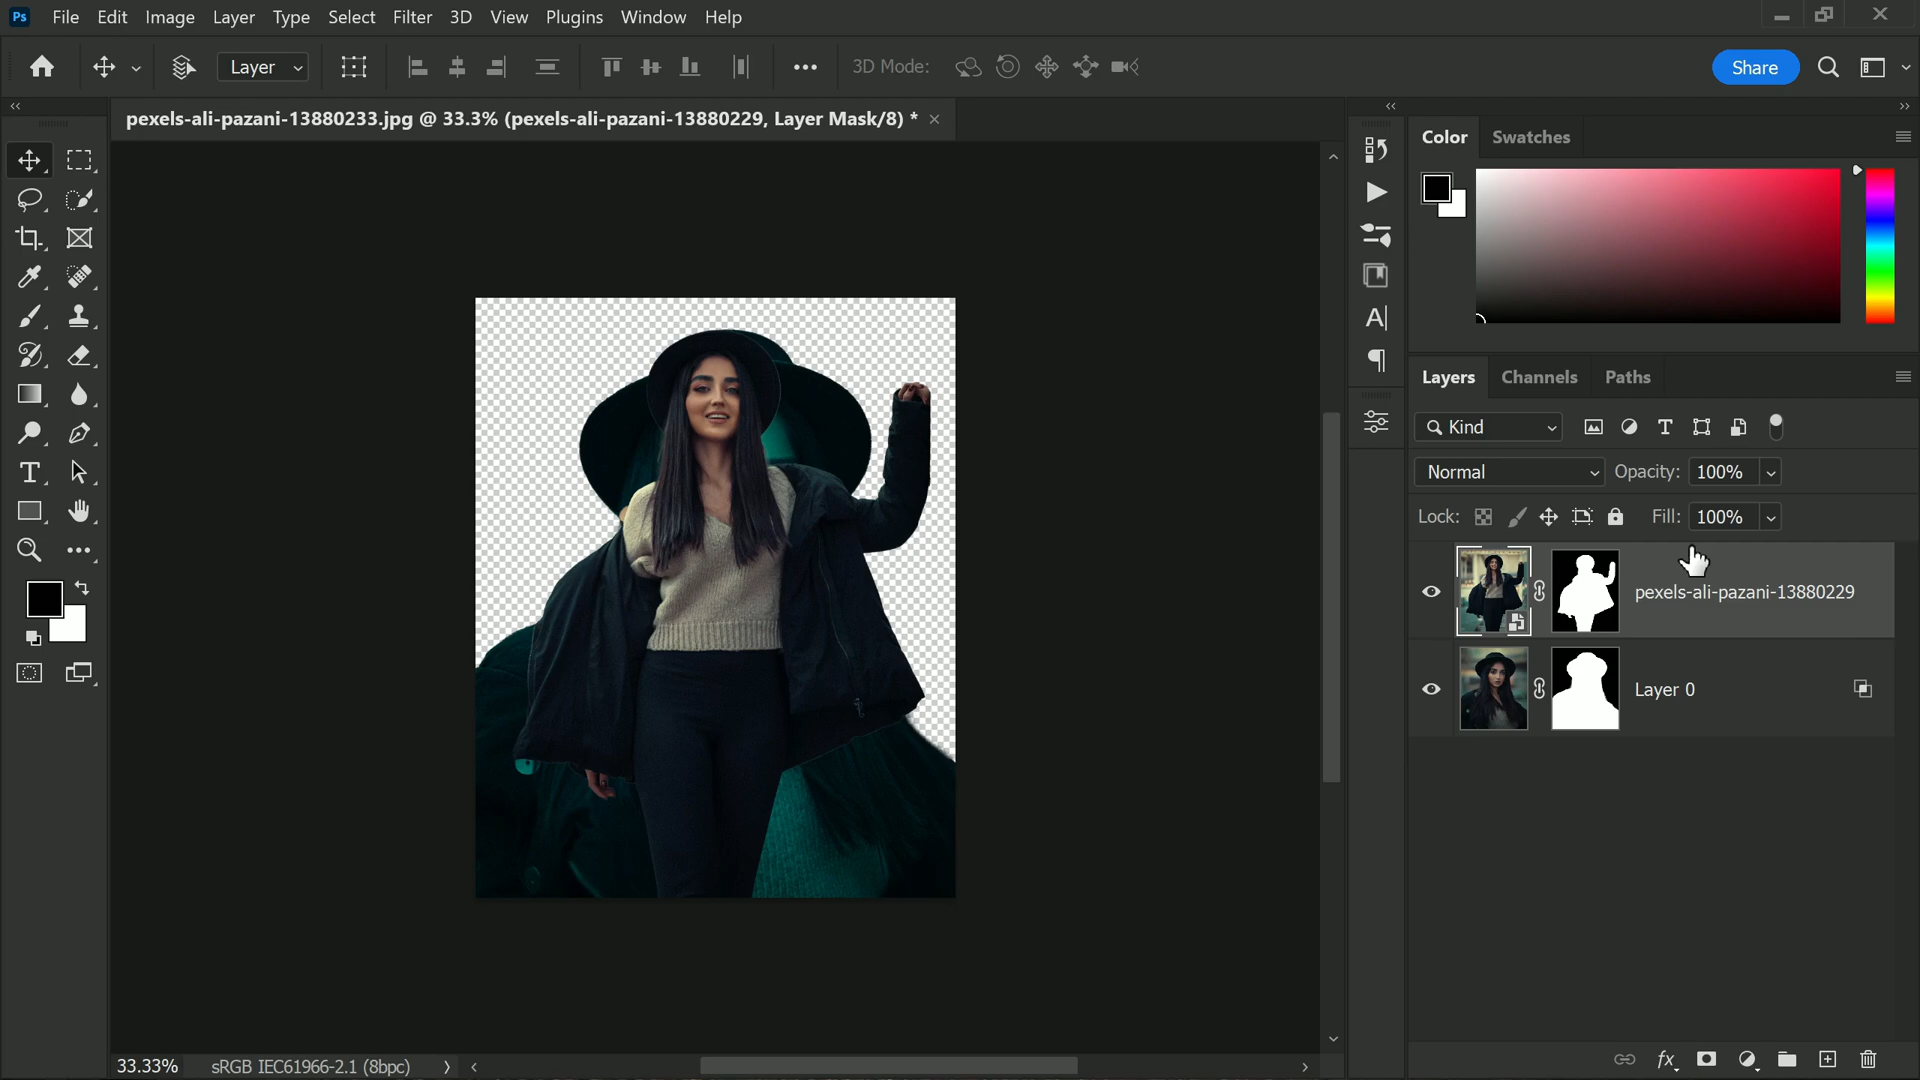 Ps File Edit Image Layer Type Select Filter 3D View Plugins Window Help
Layer 3D Mode: Share
pexels-ali-pazani-13880233.jpg @ 33.3% (pexels-ali-pazani-13880229, Layer Mask/8) *
Color Swatches
Layers Channels Paths
Kind
Normal Opacity: 100%
Lock: Fill: 100%
pexels-ali-pazani-13880229
Layer 0
33.33% sRGB IEC61966-2.1 (8bpc)
fx